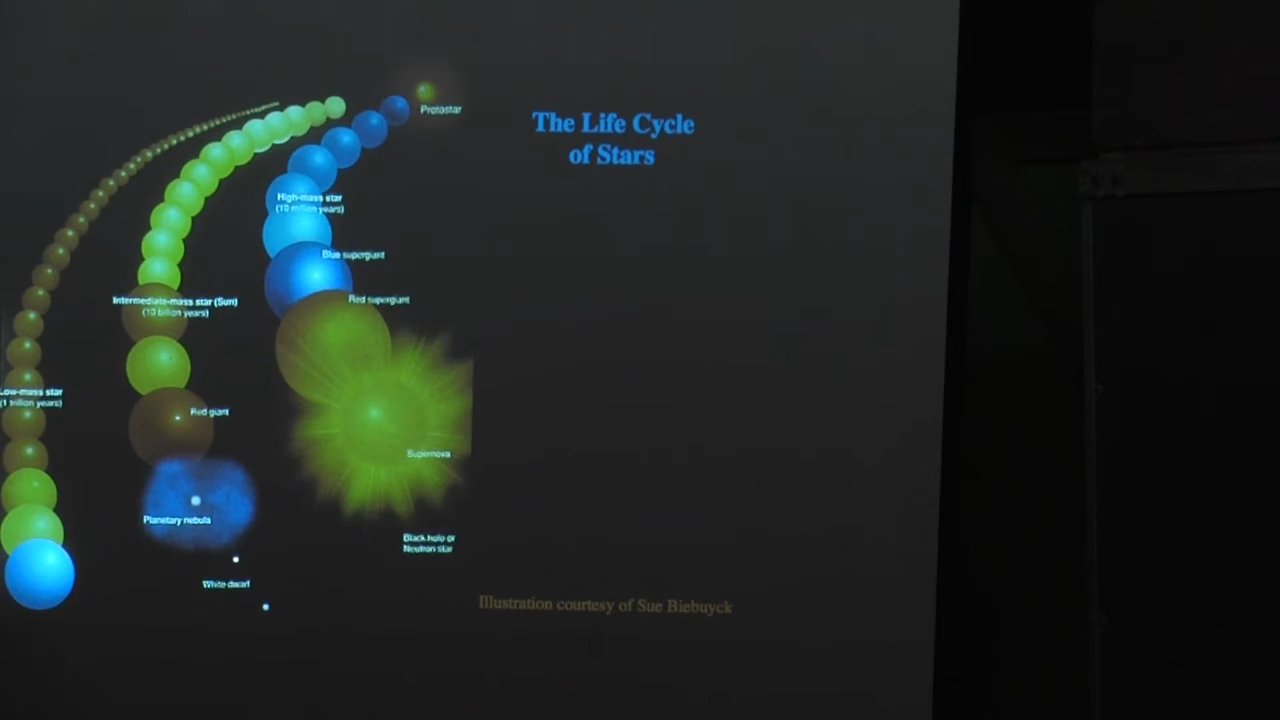 Protostar
The Life Cycle
of Stars
High-mass star
(10 million years)
Blue supergiant
Intermediate-mass star (Sun)
(10 billion years)
Red supergiant
Low-mass star
(1 trillion years)
Red giant
Supernova
Planetary nebula
Black hole or
Neutron star
White dwarf
Illustration courtesy of Sue Biebuyck